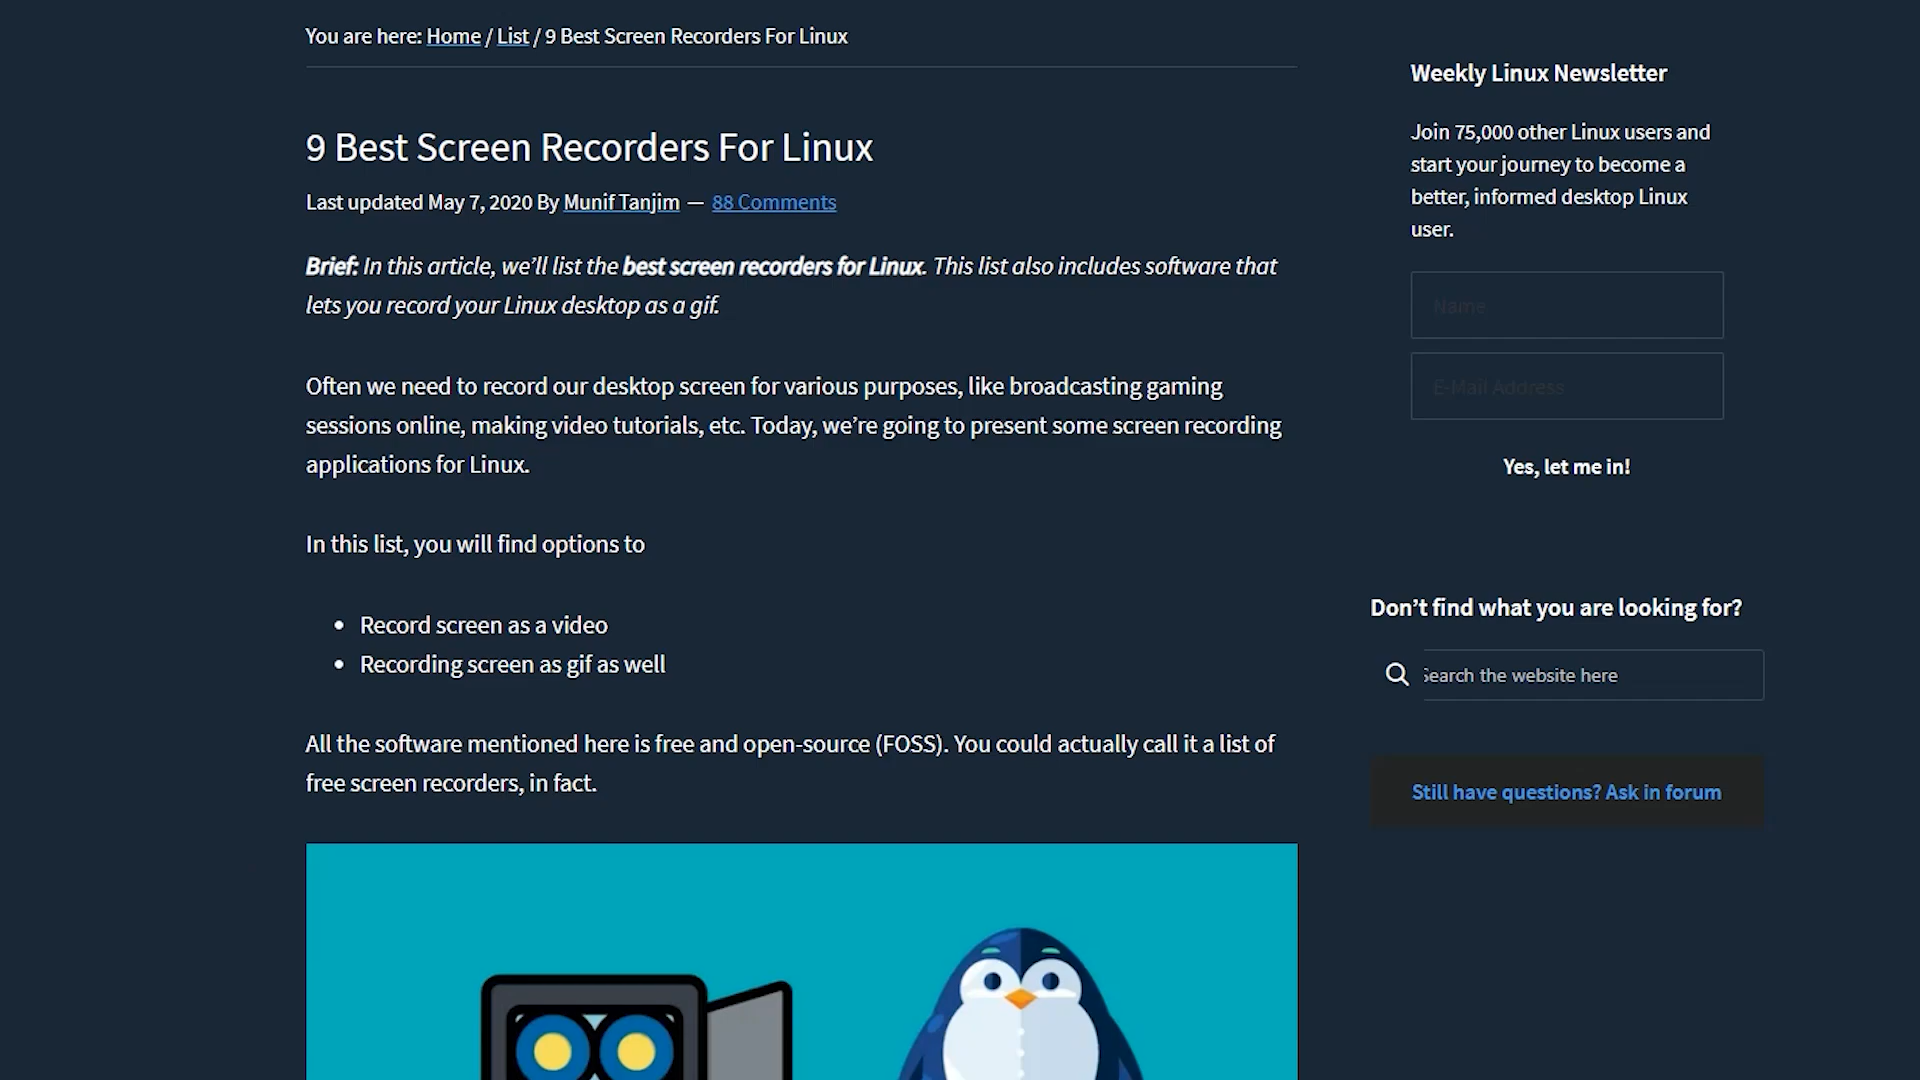 You are here: Home / List / 9 Best Screen Recorders For Linux
9 Best Screen Recorders For Linux
Last updated May 7, 2020 By Munif Tanjim — 88 Comments
Brief: In this article, we’ll list the best screen recorders for Linux. This list also includes software that
lets you record your Linux desktop as a gif.
Often we need to record our desktop screen for various purposes, like broadcasting gaming
sessions online, making video tutorials, etc. Today, we’re going to present some screen recording
applications for Linux.
In this list, you will find options to
• Record screen as a video
• Recording screen as gif as well
All the software mentioned here is free and open-source (FOSS). You could actually call it a list of
free screen recorders, in fact.
Weekly Linux Newsletter
Join 75,000 other Linux users and
start your journey to become a
better, informed desktop Linux
user.
Name
E-Mail Address
Yes, let me in!
Don’t find what you are looking for?
Search the website here
Still have questions? Ask in forum